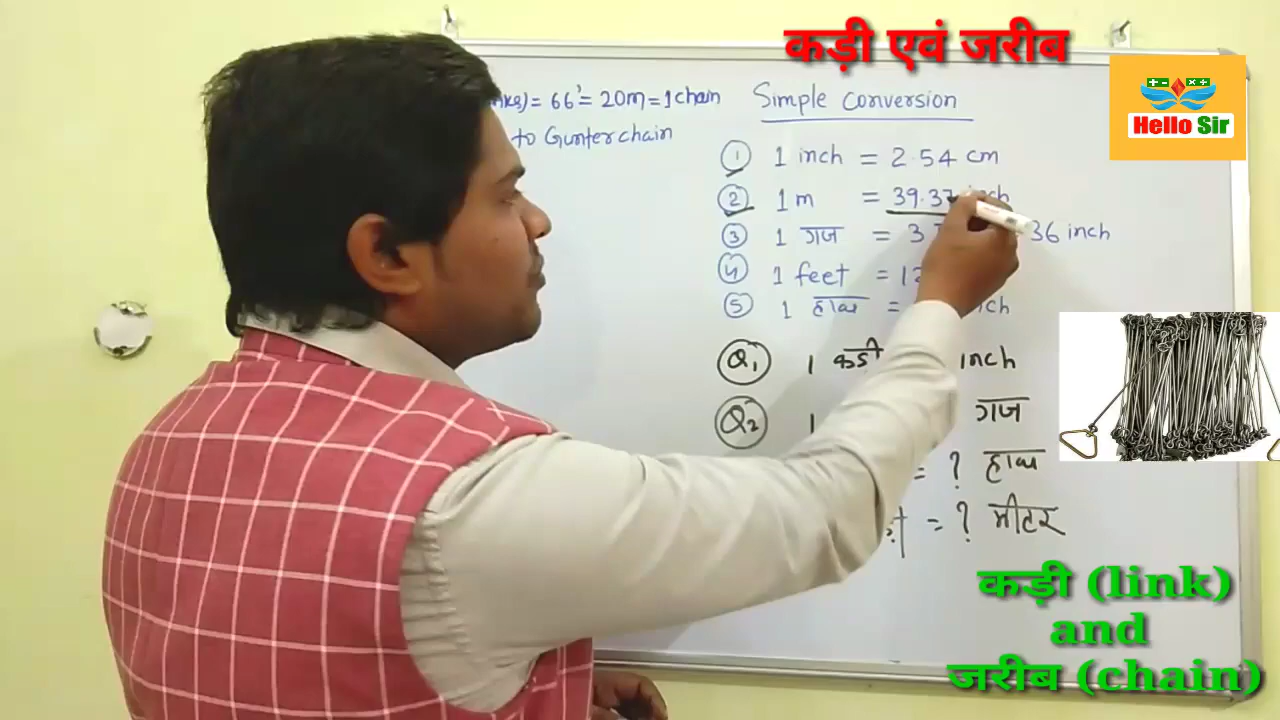 कड़ी एवं जरीब
Hello Sir
= 66' = 20m = 1 chain
to Gunter chain
Simple conversion
① 1 inch = 2.54 cm
② 1 m = 39.37 inch
③ 1 गज = 3 36 inch
④ 1 feet = 12
⑤ 1 हाथ = inch
Q1 1 कड़ी inch
Q2 1 गज
= ? हाथ
= ? मीटर
कड़ी (link)
and
जरीब (chain)